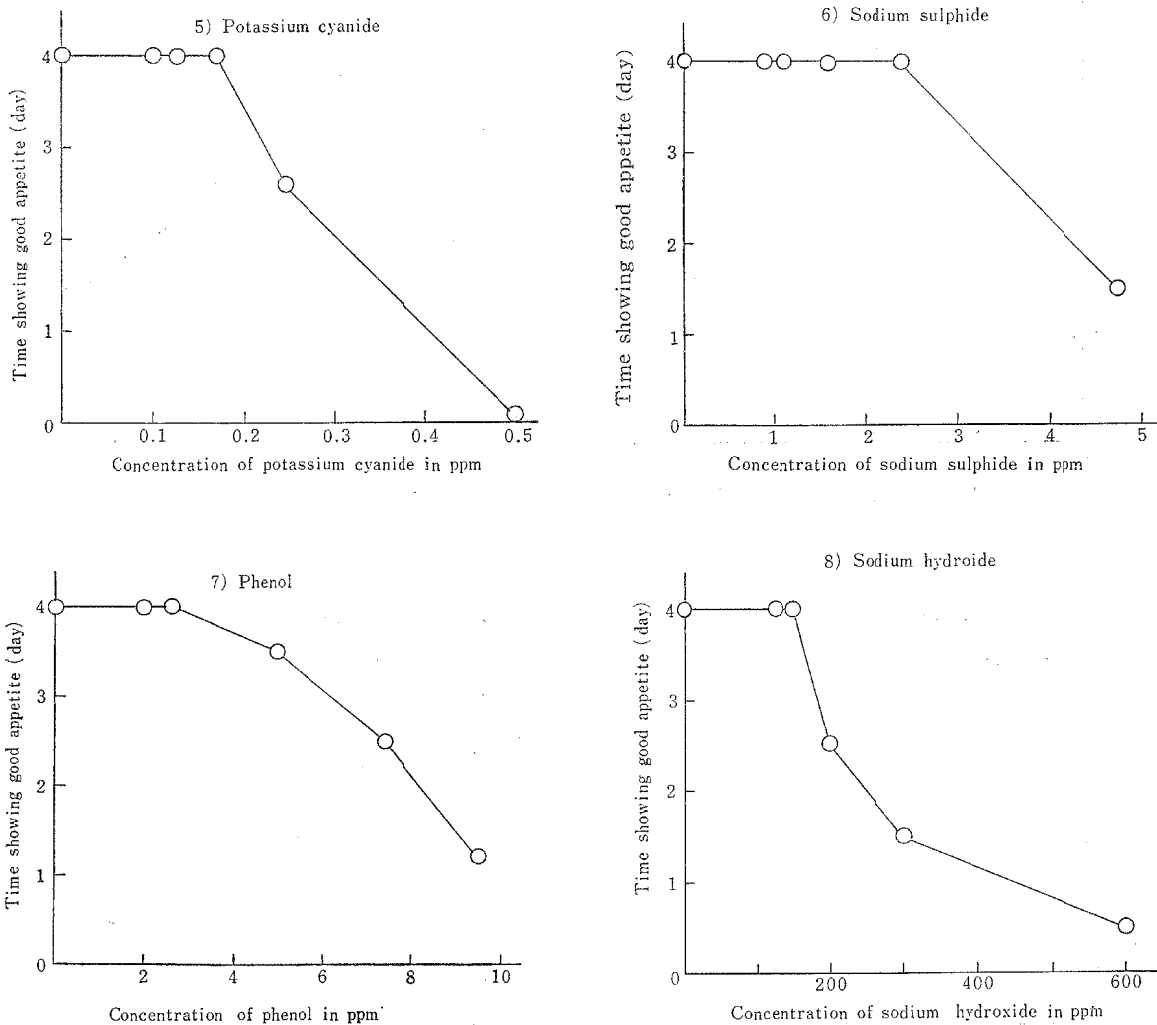 5) Potassium cyanide
Time showing good appetite (day)
4
3
2
1
0
0.1 0.2 0.3 0.4 0.5
Concentration of potassium cyanide in ppm
6) Sodium sulphide
Time showing good appetite (day)
4
3
2
1
0
1 2 3 4 5
Concentration of sodium sulphide in ppm
7) Phenol
Time showing good appetite (day)
4
3
2
1
0
2 4 6 8 10
Concentration of phenol in ppm
8) Sodium hydroide
Time showing good appetite (day)
4
3
2
1
0
200 400 600
Concentration of sodium hydroxide in ppm